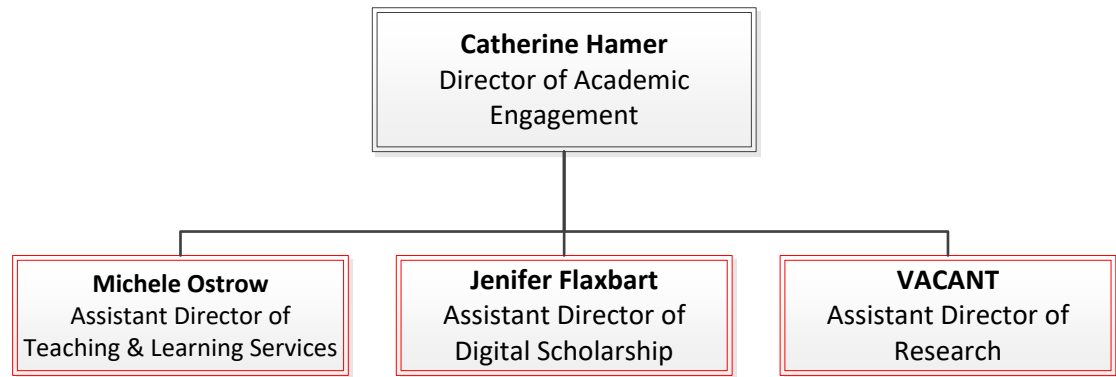 Catherine Hamer
Director of Academic
Engagement
Michele Ostrow
Assistant Director of
Teaching & Learning Services
Jenifer Flaxbart
Assistant Director of
Digital Scholarship
VACANT
Assistant Director of
Research